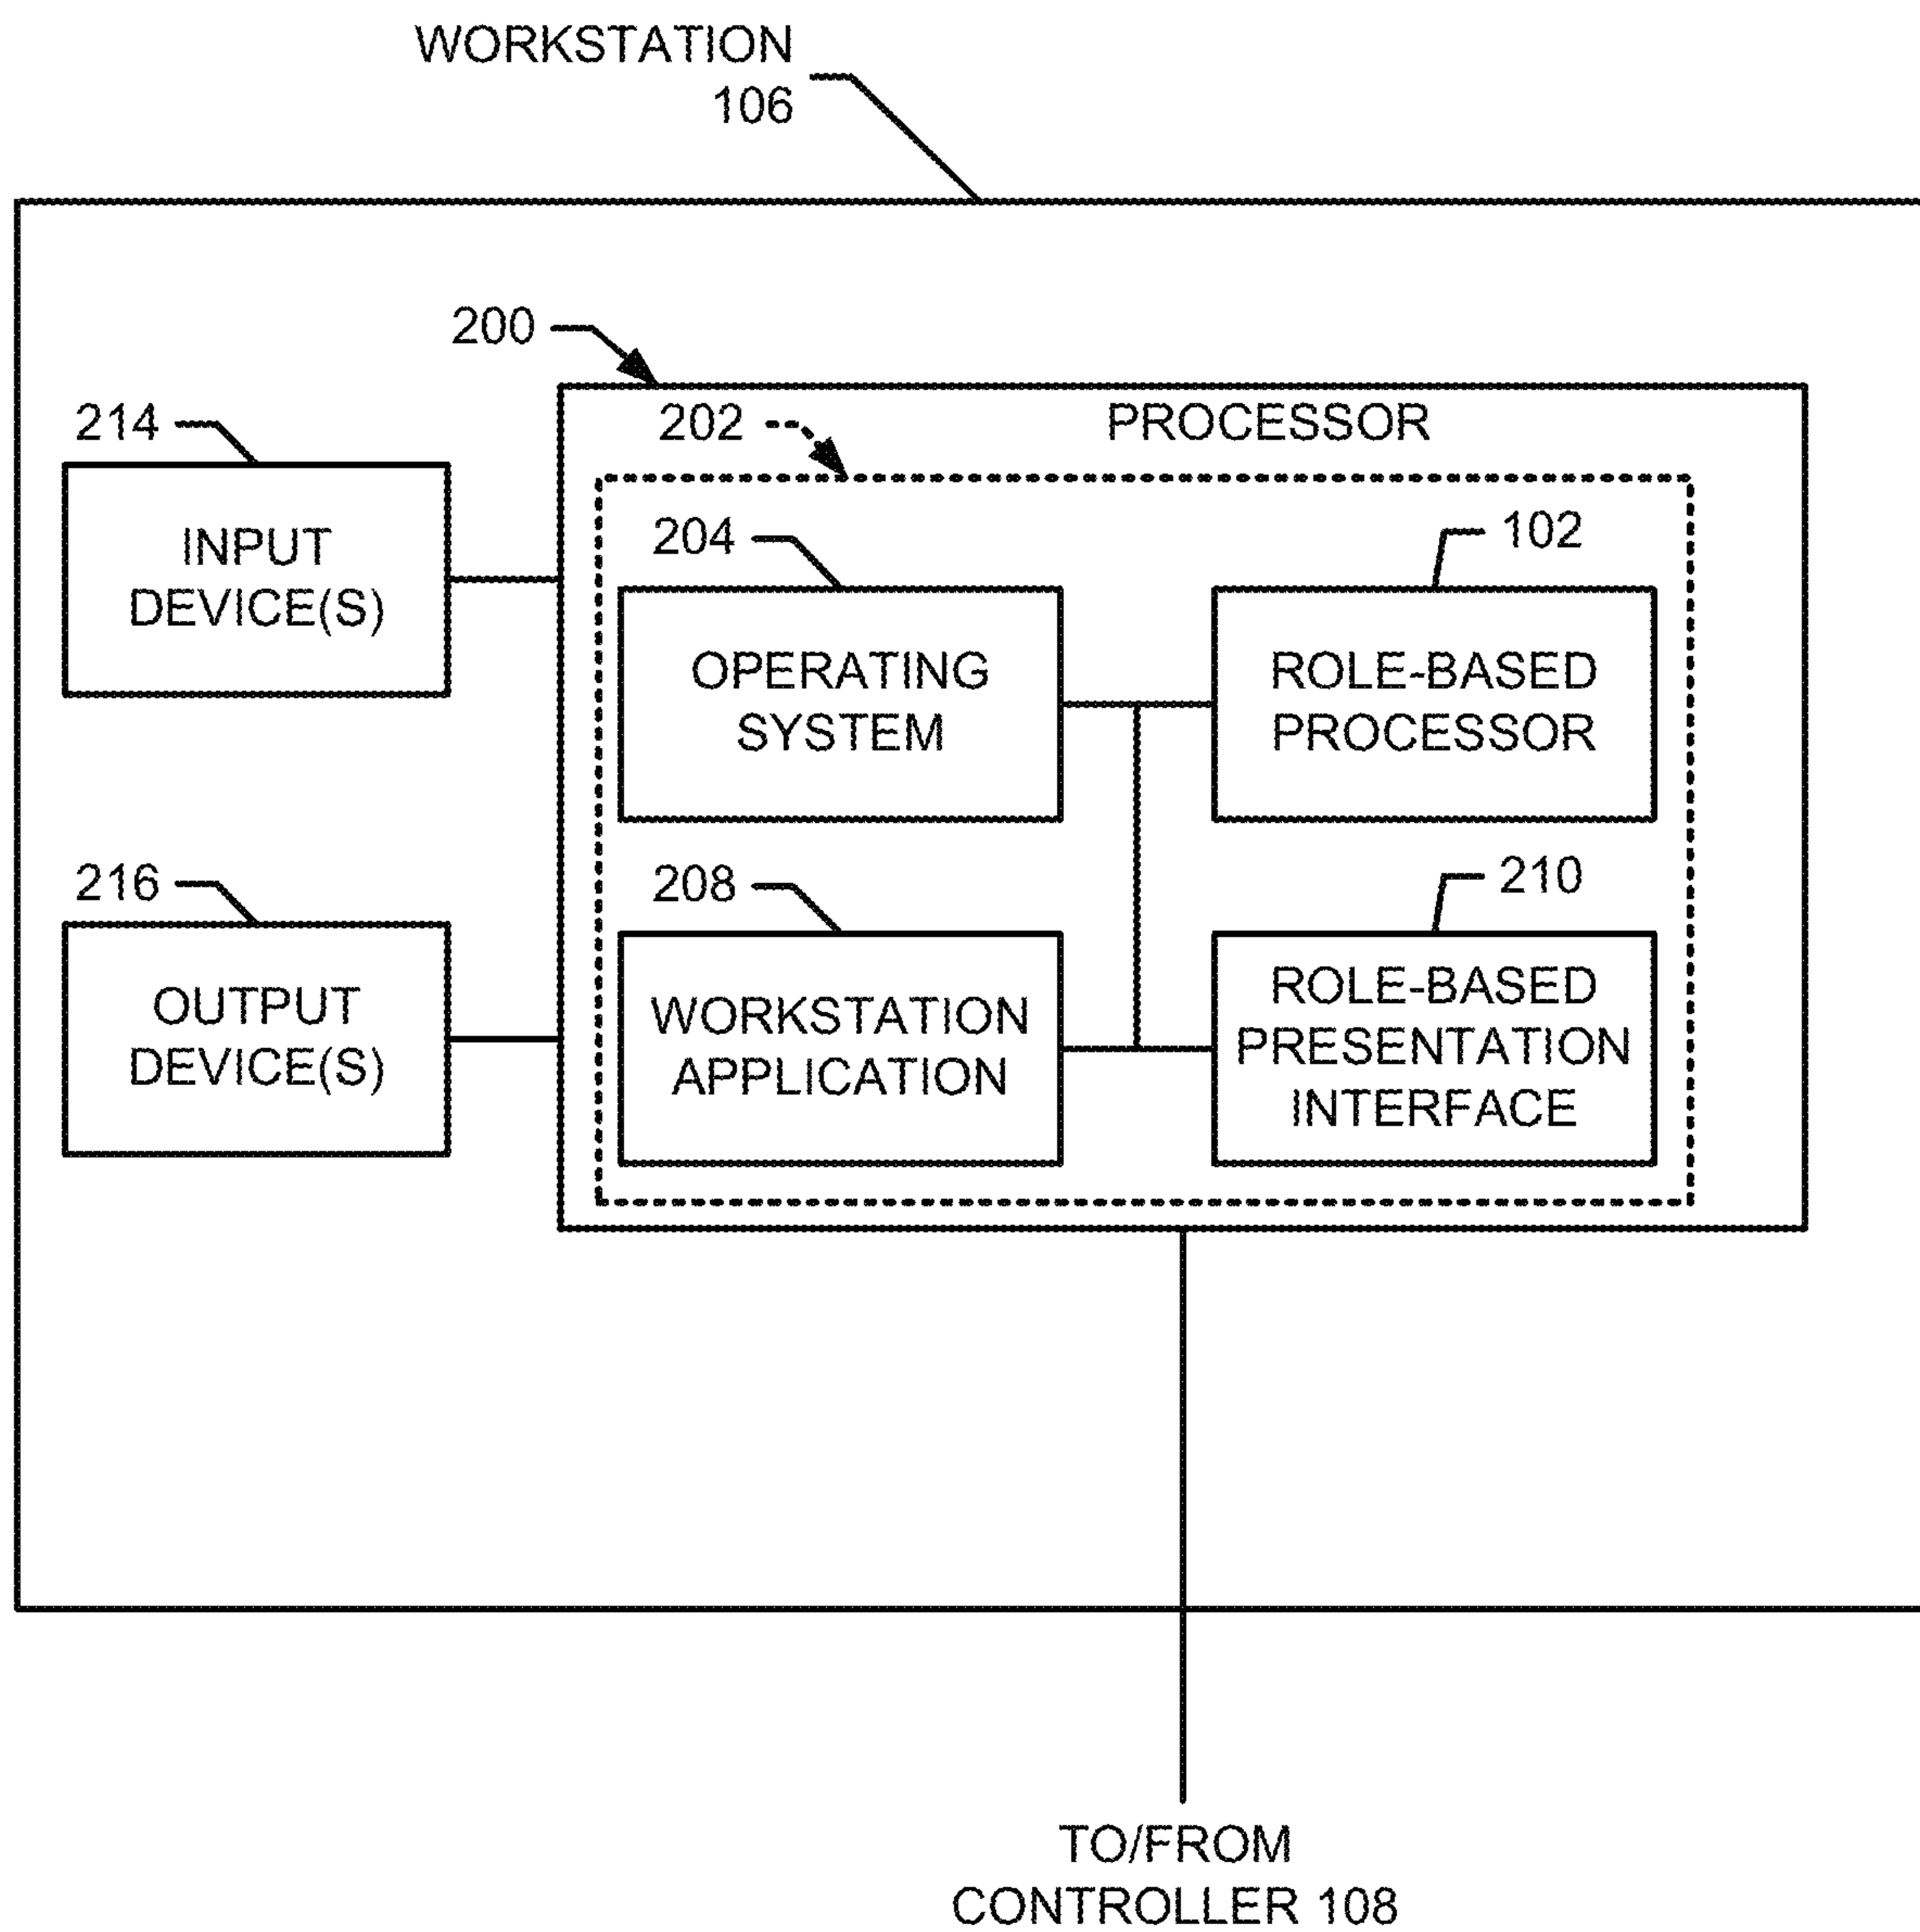 WORKSTATION
106
200
202
PROCESSOR
214
INPUT
DEVICE(S)
204
102
OPERATING
SYSTEM
ROLE-BASED
PROCESSOR
216
OUTPUT
DEVICE(S)
208
210
WORKSTATION
APPLICATION
ROLE-BASED
PRESENTATION
INTERFACE
TO/FROM
CONTROLLER 108